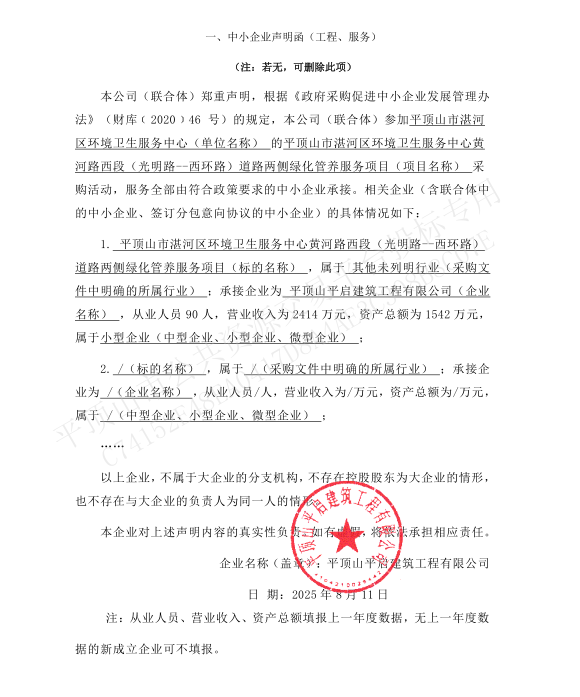 一、中小企业声明函（工程、服务）
（注：若无，可删除此项）
本公司（联合体）郑重声明，根据《政府采购促进中小企业发展管理办
法》（财库﹝2020﹞46 号）的规定，本公司（联合体）参加平顶山市湛河
区环境卫生服务中心（单位名称） 的平顶山市湛河区环境卫生服务中心黄
河路西段（光明路--西环路）道路两侧绿化管养服务项目（项目名称） 采
购活动，服务全部由符合政策要求的中小企业承接。相关企业（含联合体中
的中小企业、签订分包意向协议的中小企业）的具体情况如下：
1. 平顶山市湛河区环境卫生服务中心黄河路西段（光明路--西环路）
道路两侧绿化管养服务项目（标的名称） ，属于 其他未列明行业（采购文
件中明确的所属行业） ；承接企业为 平顶山平启建筑工程有限公司（企业
名称） ，从业人员 90 人，营业收入为 2414 万元，资产总额为 1542 万元，
属于小型企业（中型企业、小型企业、微型企业） ；
2. /（标的名称） ，属于 /（采购文件中明确的所属行业） ；承接企
业为 /（企业名称） ，从业人员/人，营业收入为/万元，资产总额为/万元，
属于 /（中型企业、小型企业、微型企业） ；
……
以上企业，不属于大企业的分支机构，不存在控股股东为大企业的情形，
也不存在与大企业的负责人为同一人的情形。
本企业对上述声明内容的真实性负责。如有虚假，将依法承担相应责任。
企业名称（盖章）：平顶山平启建筑工程有限公司
日 期：2025 年 8 月 11 日
注：从业人员、营业收入、资产总额填报上一年度数据，无上一年度数
据的新成立企业可不填报。
平顶山平启建筑工程有限公司